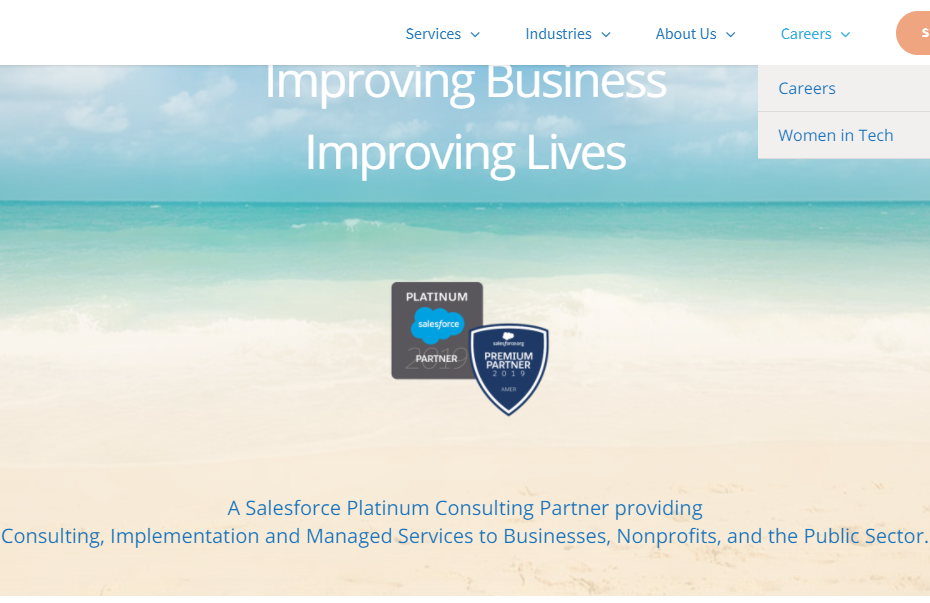 Services
Industries
About Us
Careers
S
Improving Business
Careers
Women in Tech
Improving Lives
PLATINUM
salesforce
2019
PARTNER
salesforce.org
PREMIUM
PARTNER
2019
AMER
A Salesforce Platinum Consulting Partner providing
Consulting, Implementation and Managed Services to Businesses, Nonprofits, and the Public Sector.